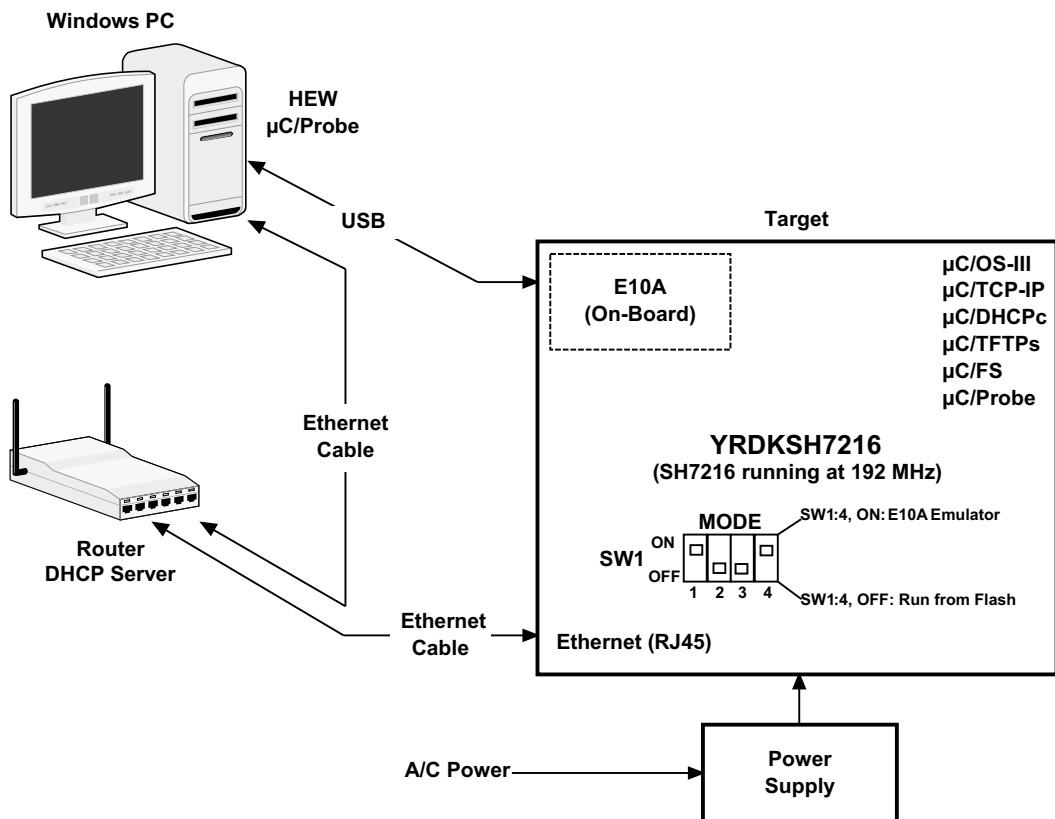 Windows PC
HEW
µC/Probe
USB
Target
E10A
(On-Board)
µC/OS-III
µC/TCP-IP
µC/DHCPc
µC/TFTPs
µC/FS
µC/Probe
Ethernet
Cable
YRDKSH7216
(SH7216 running at 192 MHz)
MODE
SW1:4, ON: E10A Emulator
SW1
ON
OFF
1 2 3 4
SW1:4, OFF: Run from Flash
Router
DHCP Server
Ethernet
Cable
Ethernet (RJ45)
A/C Power
Power
Supply